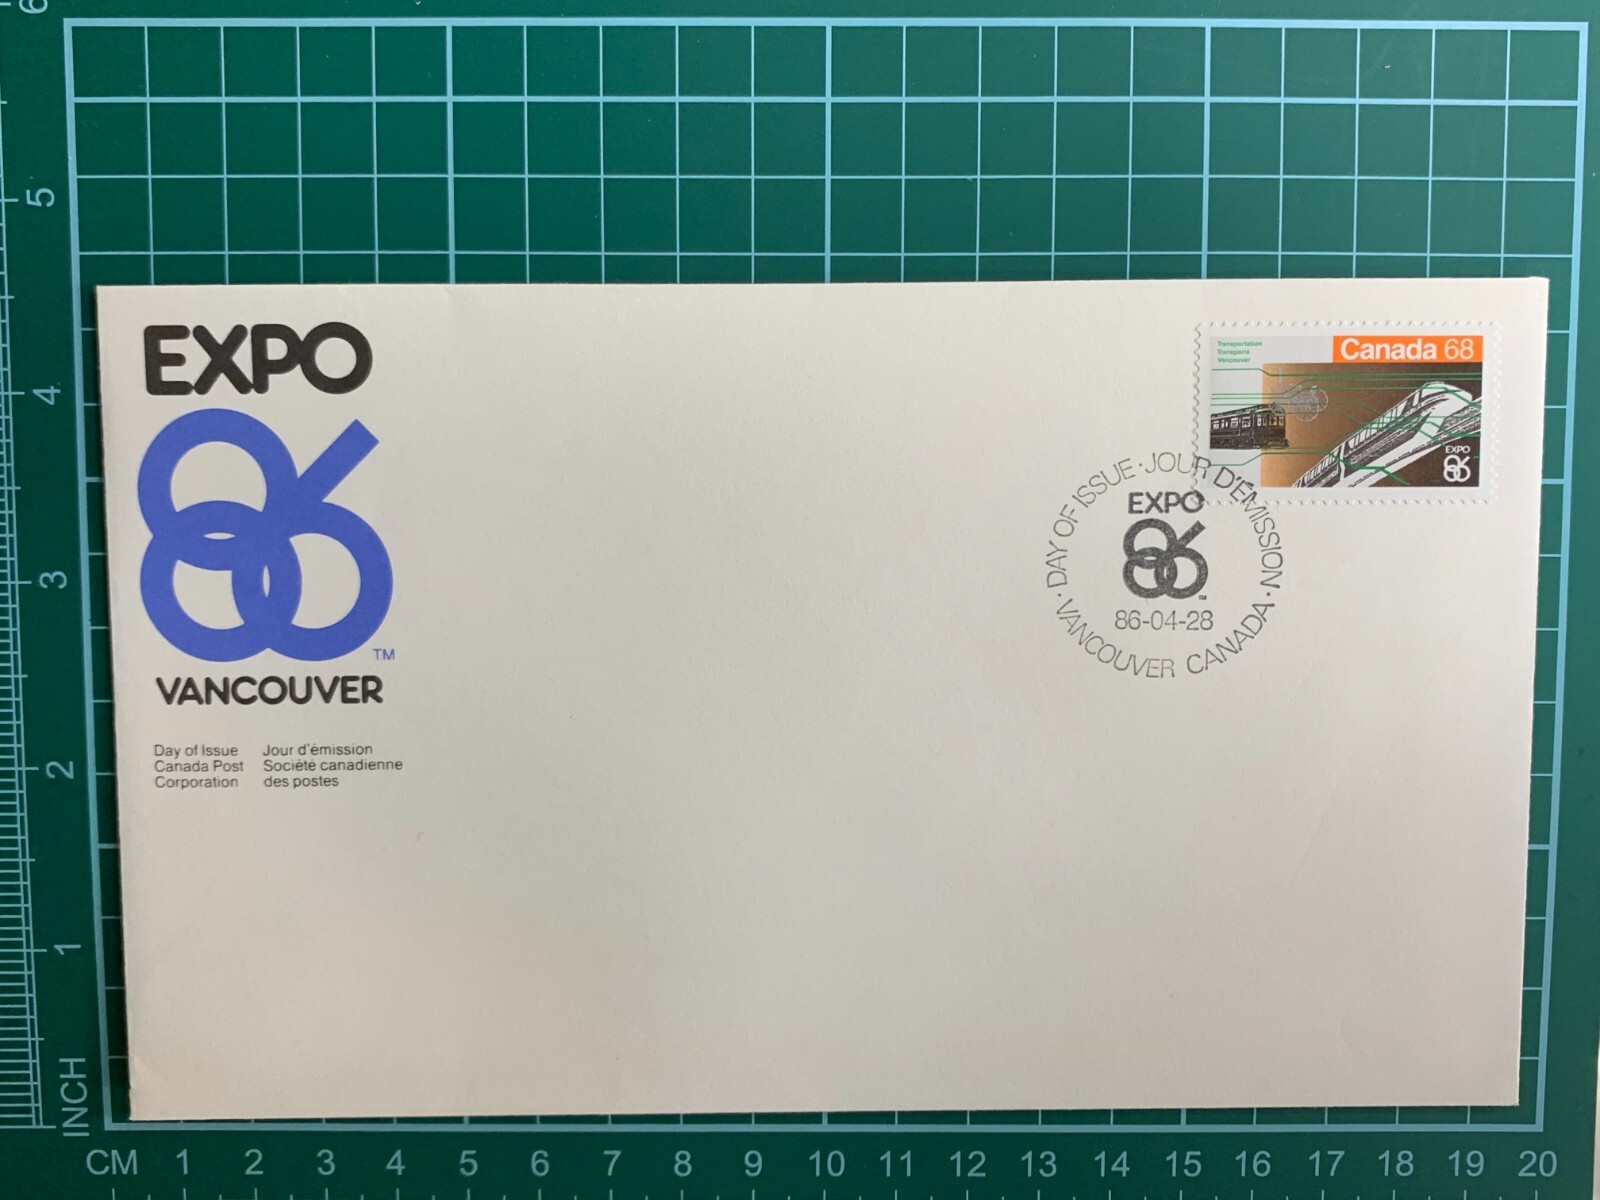 EXPO
86
TM
VANCOUVER
Day of Issue
Canada Post
Corporation
Jour d'émission
Société canadienne
des postes
Transportation
Transports
Vancouver
Canada 68
EXPO
86
· DAY OF ISSUE · JOUR D'ÉMISSION ·
VANCOUVER CANADA
EXPO
86
TM
86-04-28
6
5
4
3
2
1
INCH
CM 1 2 3 4 5 6 7 8 9 10 11 12 13 14 15 16 17 18 19 20